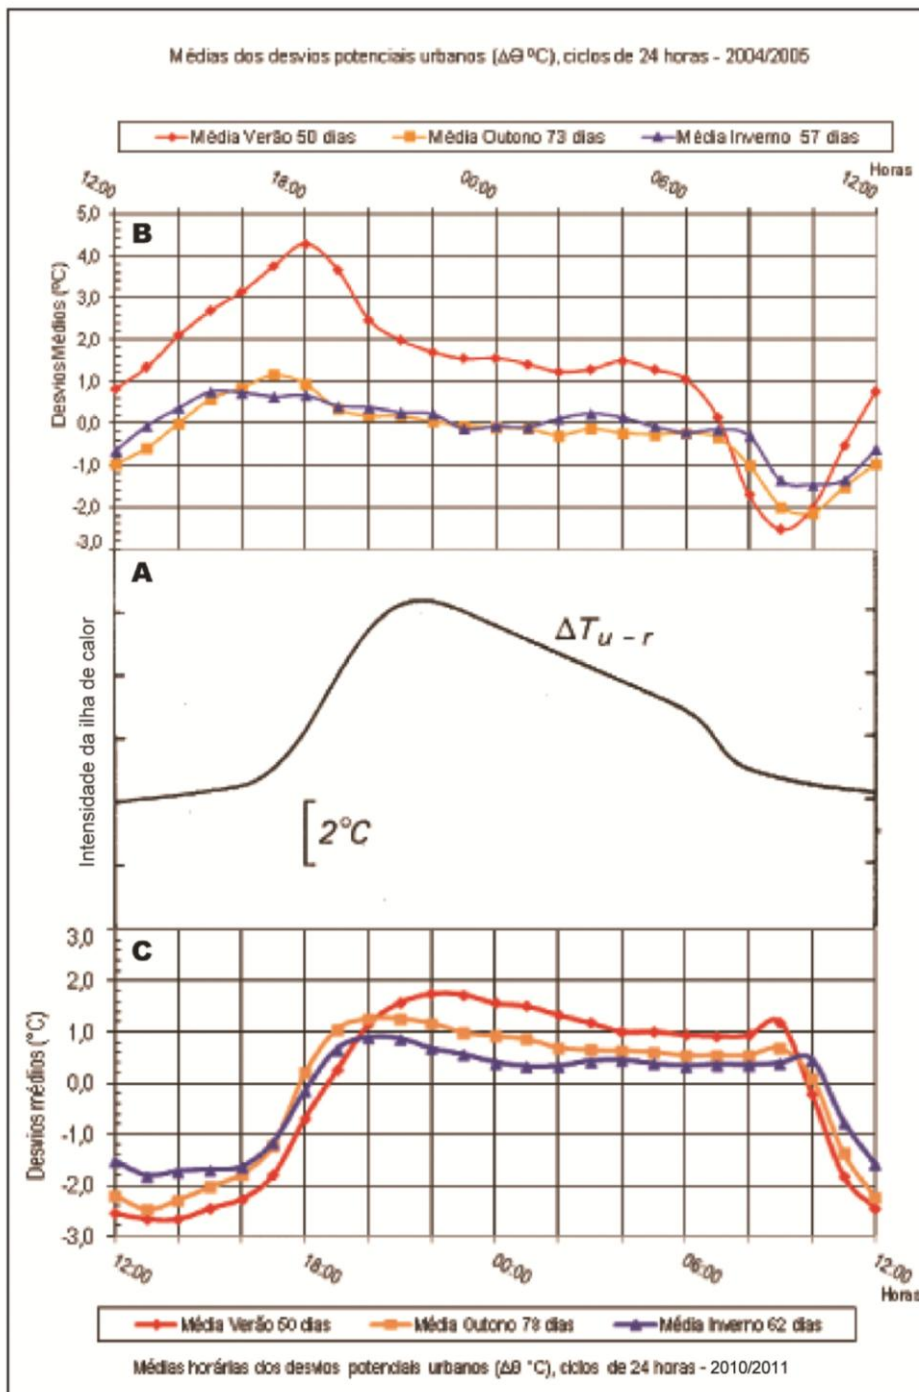 Médias dos desvios potenciais urbanos (ΔΘ ºC), ciclos de 24 horas - 2004/2005
Média Verão 50 dias Média Outono 73 dias Média Inverno 57 dias
Horas
12:00 18:00 00:00 06:00 12:00
B
Desvios Médios (ºC)
5,0
4,0
3,0
2,0
1,0
0,0
-1,0
-2,0
-3,0
A
Intensidade da ilha de calor
ΔTu - r
2°C
C
Desvios médios (°C)
3,0
2,0
1,0
0,0
-1,0
-2,0
-3,0
12:00 18:00 00:00 06:00 12:00
Horas
Média Verão 50 dias Média Outono 78 dias Média Inverno 62 dias
Médias horárias dos desvios potenciais urbanos (Δθ °C), ciclos de 24 horas - 2010/2011